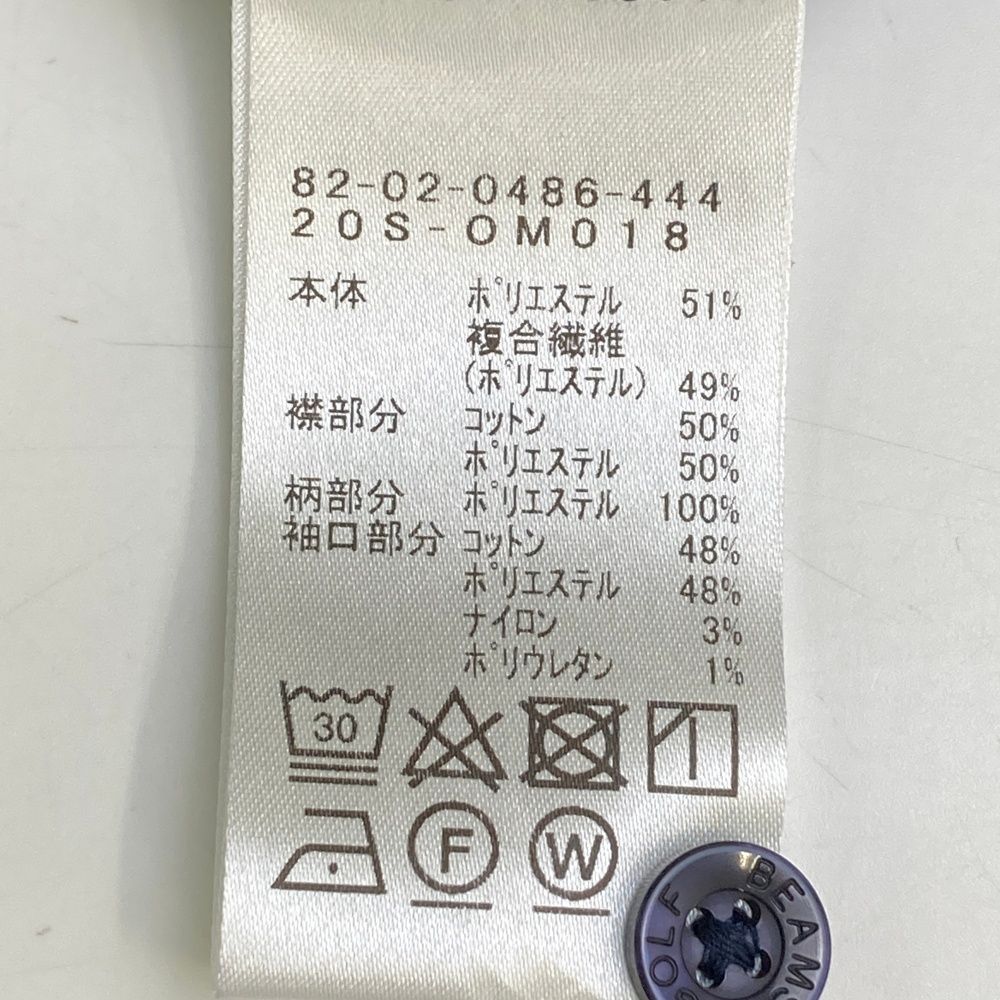 82-02-0486-444
20S-OM018
本体 ポリエステル 51%
複合繊維
(ポリエステル) 49%
襟部分 コットン 50%
ポリエステル 50%
柄部分 ポリエステル 100%
袖口部分 コットン 48%
ポリエステル 48%
ナイロン 3%
ポリウレタン 1%
30
F
W
BEAMS
GOLF